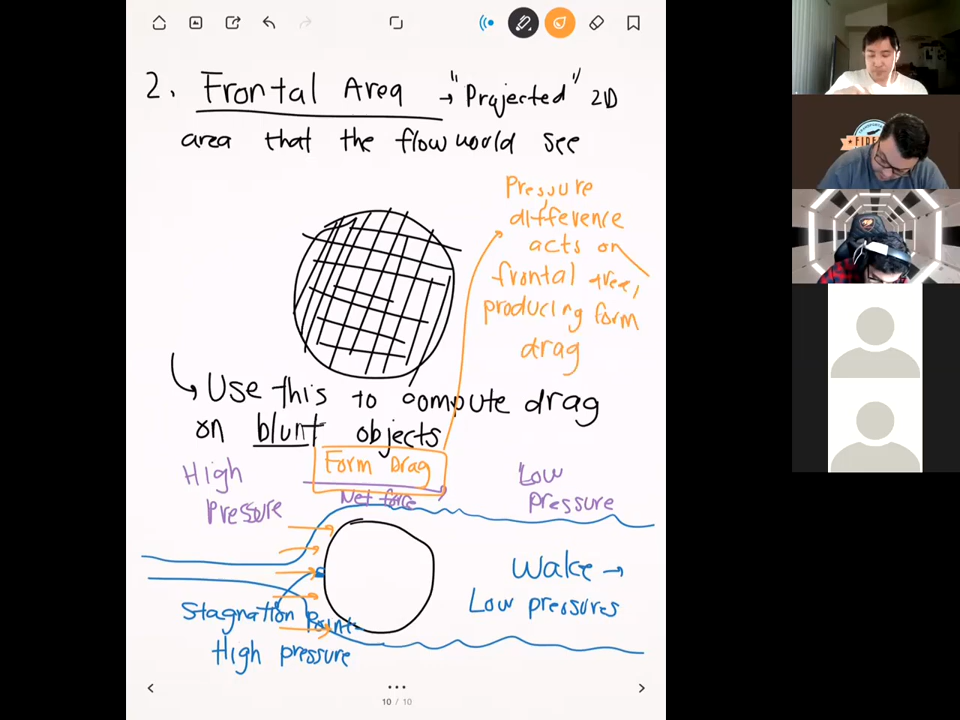 2. Frontal Area → "Projected" 2D
area that the flow would see
Pressure
difference
acts on
frontal area,
producing form
drag
Use this to compute drag
on blunt objects
Form Drag
Net force
High
Pressure
Low
Pressure
Wake →
Low pressures
Stagnation Point
High pressure
10 / 10